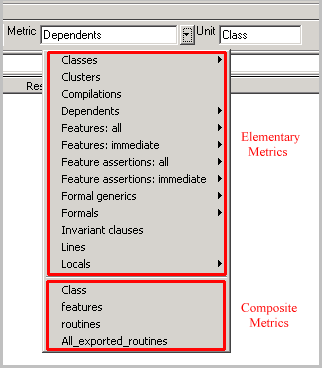 Metric Dependents Unit Class
Res
Classes
Clusters
Compilations
Dependents
Features: all
Features: immediate
Feature assertions: all
Feature assertions: immediate
Formal generics
Formals
Invariant clauses
Lines
Locals
Elementary
Metrics
Class
features
routines
All_exported_routines
Composite
Metrics